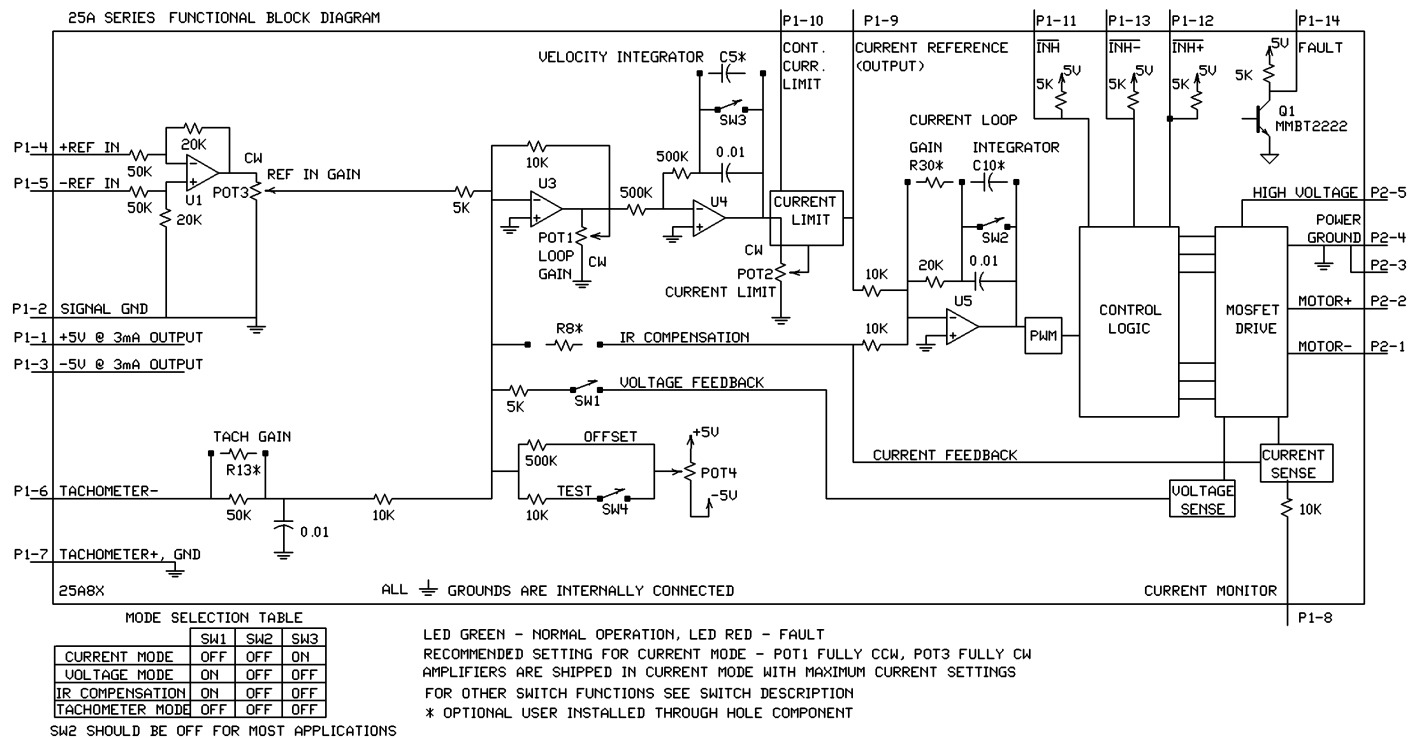 25A SERIES FUNCTIONAL BLOCK DIAGRAM
P1-10
P1-9
P1-11
P1-13
P1-12
P1-14
CONT.
CURR.
LIMIT
CURRENT REFERENCE
(OUTPUT)
INH
INH-
INH+
FAULT
5V
5K
5V
5K
5V
5K
5V
5K
Q1
MMBT2222
VELOCITY INTEGRATOR
C5*
SW3
0.01
500K
P1-4
+REF IN
50K
20K
CW
REF IN GAIN
P1-5
-REF IN
50K
U1
POT3
20K
5K
10K
U3
500K
U4
POT1
LOOP
GAIN
CW
CURRENT
LIMIT
CW
POT2
CURRENT LIMIT
CURRENT LOOP
GAIN
R30*
INTEGRATOR
C10*
SW2
20K
0.01
10K
U5
10K
PWM
CONTROL
LOGIC
MOSFET
DRIVE
HIGH VOLTAGE
P2-5
POWER
GROUND
P2-4
P2-3
MOTOR+
P2-2
MOTOR-
P2-1
P1-2
SIGNAL GND
P1-1
+5V @ 3mA OUTPUT
P1-3
-5V @ 3mA OUTPUT
R8*
IR COMPENSATION
5K
SW1
VOLTAGE FEEDBACK
OFFSET
500K
TEST
10K
SW4
+5V
POT4
-5V
CURRENT FEEDBACK
CURRENT
SENSE
VOLTAGE
SENSE
10K
TACH GAIN
R13*
P1-6
TACHOMETER-
50K
0.01
10K
P1-7
TACHOMETER+, GND
25A8X
ALL
GROUNDS ARE INTERNALLY CONNECTED
CURRENT MONITOR
P1-8
MODE SELECTION TABLE
SW1 SW2 SW3
CURRENT MODE OFF OFF ON
VOLTAGE MODE ON OFF OFF
IR COMPENSATION ON OFF OFF
TACHOMETER MODE OFF OFF OFF
SW2 SHOULD BE OFF FOR MOST APPLICATIONS
LED GREEN - NORMAL OPERATION, LED RED - FAULT
RECOMMENDED SETTING FOR CURRENT MODE - POT1 FULLY CCW, POT3 FULLY CW
AMPLIFIERS ARE SHIPPED IN CURRENT MODE WITH MAXIMUM CURRENT SETTINGS
FOR OTHER SWITCH FUNCTIONS SEE SWITCH DESCRIPTION
* OPTIONAL USER INSTALLED THROUGH HOLE COMPONENT